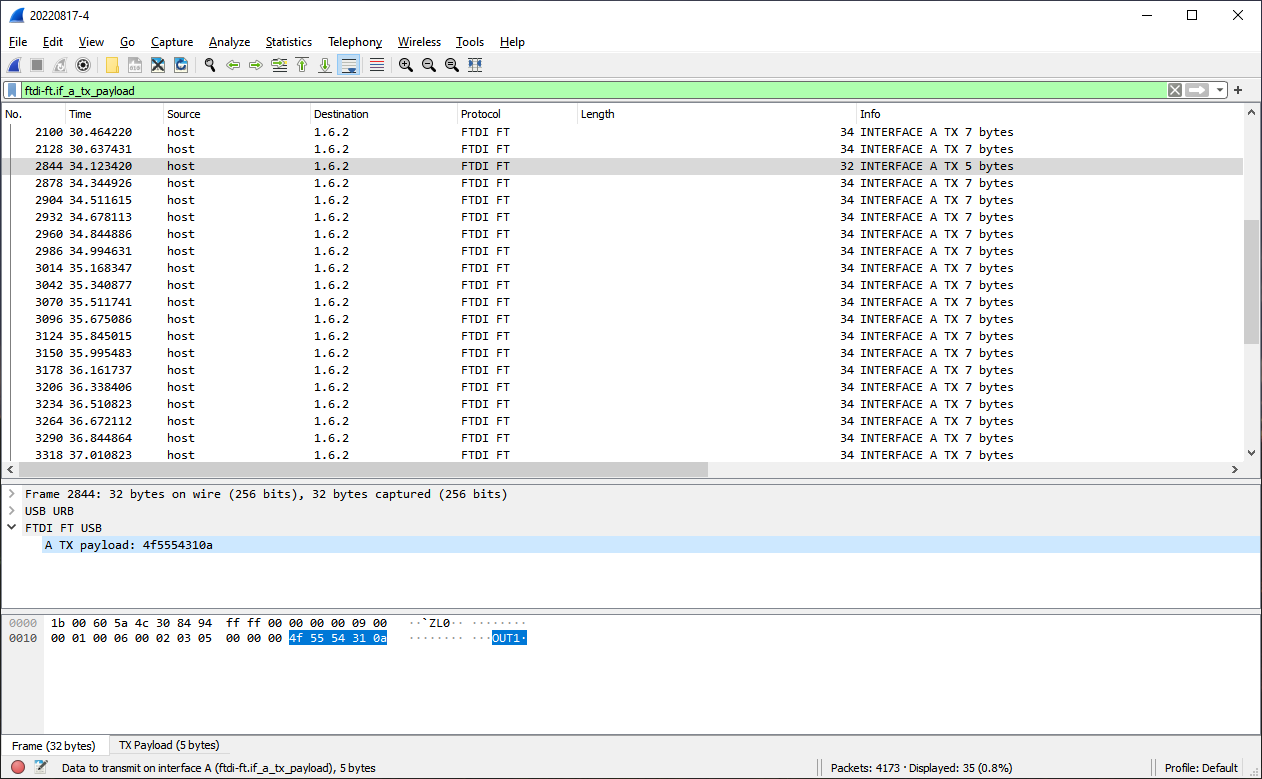 20220817-4
File Edit View Go Capture Analyze Statistics Telephony Wireless Tools Help
ftdi-ft.if_a_tx_payload
No. Time Source Destination Protocol Length Info
2100 30.464220 host 1.6.2 FTDI FT 34 INTERFACE A TX 7 bytes
2128 30.637431 host 1.6.2 FTDI FT 34 INTERFACE A TX 7 bytes
2844 34.123420 host 1.6.2 FTDI FT 32 INTERFACE A TX 5 bytes
2878 34.344926 host 1.6.2 FTDI FT 34 INTERFACE A TX 7 bytes
2904 34.511615 host 1.6.2 FTDI FT 34 INTERFACE A TX 7 bytes
2932 34.678113 host 1.6.2 FTDI FT 34 INTERFACE A TX 7 bytes
2960 34.844886 host 1.6.2 FTDI FT 34 INTERFACE A TX 7 bytes
2986 34.994631 host 1.6.2 FTDI FT 34 INTERFACE A TX 7 bytes
3014 35.168347 host 1.6.2 FTDI FT 34 INTERFACE A TX 7 bytes
3042 35.340877 host 1.6.2 FTDI FT 34 INTERFACE A TX 7 bytes
3070 35.511741 host 1.6.2 FTDI FT 34 INTERFACE A TX 7 bytes
3096 35.675086 host 1.6.2 FTDI FT 34 INTERFACE A TX 7 bytes
3124 35.845015 host 1.6.2 FTDI FT 34 INTERFACE A TX 7 bytes
3150 35.995483 host 1.6.2 FTDI FT 34 INTERFACE A TX 7 bytes
3178 36.161737 host 1.6.2 FTDI FT 34 INTERFACE A TX 7 bytes
3206 36.338406 host 1.6.2 FTDI FT 34 INTERFACE A TX 7 bytes
3234 36.510823 host 1.6.2 FTDI FT 34 INTERFACE A TX 7 bytes
3264 36.672112 host 1.6.2 FTDI FT 34 INTERFACE A TX 7 bytes
3290 36.844864 host 1.6.2 FTDI FT 34 INTERFACE A TX 7 bytes
3318 37.010823 host 1.6.2 FTDI FT 34 INTERFACE A TX 7 bytes
Frame 2844: 32 bytes on wire (256 bits), 32 bytes captured (256 bits)
USB URB
FTDI FT USB
A TX payload: 4f5554310a
0000 1b 00 60 5a 4c 30 84 94 ff ff 00 00 00 00 09 00 ··`ZL0·· ········
0010 00 01 00 06 00 02 03 05 00 00 00 4f 55 54 31 0a ········ ···OUT1·
Frame (32 bytes) TX Payload (5 bytes)
Data to transmit on interface A (ftdi-ft.if_a_tx_payload), 5 bytes Packets: 4173 · Displayed: 35 (0.8%) Profile: Default